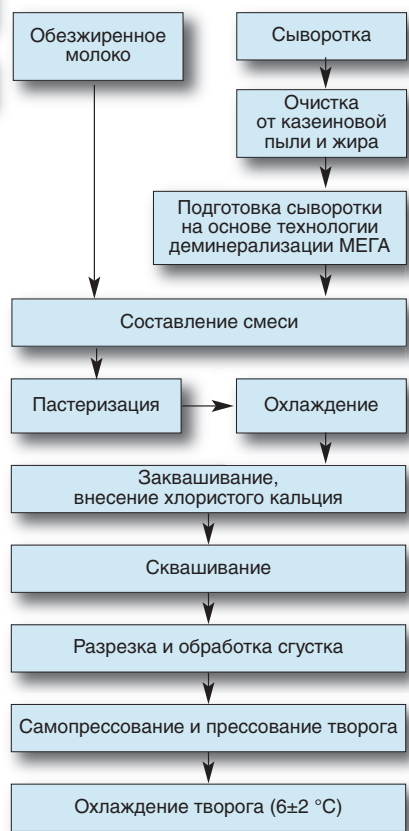 Обезжиренное
молоко
Сыворотка
Очистка
от казеиновой
пыли и жира
Подготовка сыворотки
на основе технологии
деминерализации МЕГА
Составление смеси
Пастеризация
Охлаждение
Заквашивание,
внесение хлористого кальция
Сквашивание
Разрезка и обработка сгустка
Самопрессование и прессование творога
Охлаждение творога (6±2 °С)